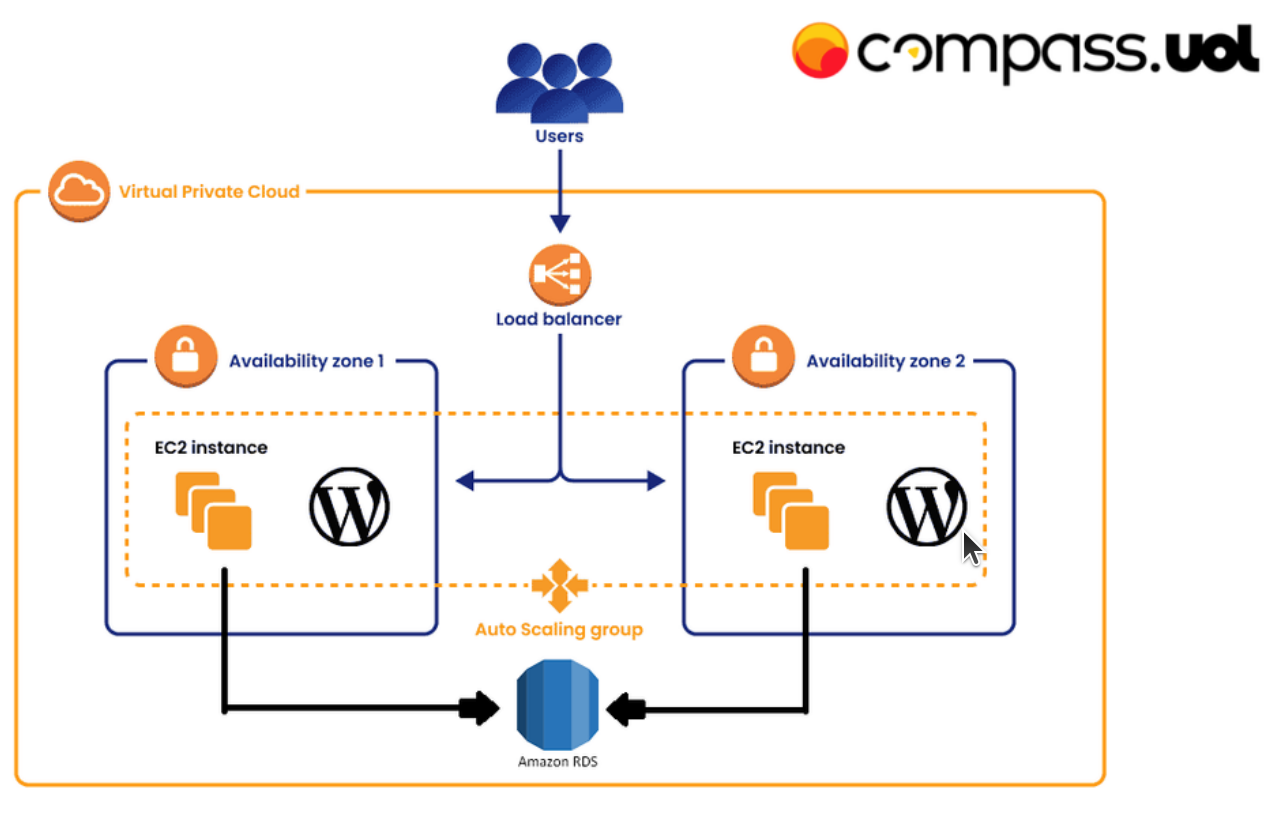 compass.uol
Users
Virtual Private Cloud
Load balancer
Availability zone 1
Availability zone 2
EC2 instance
EC2 instance
Auto Scaling group
Amazon RDS